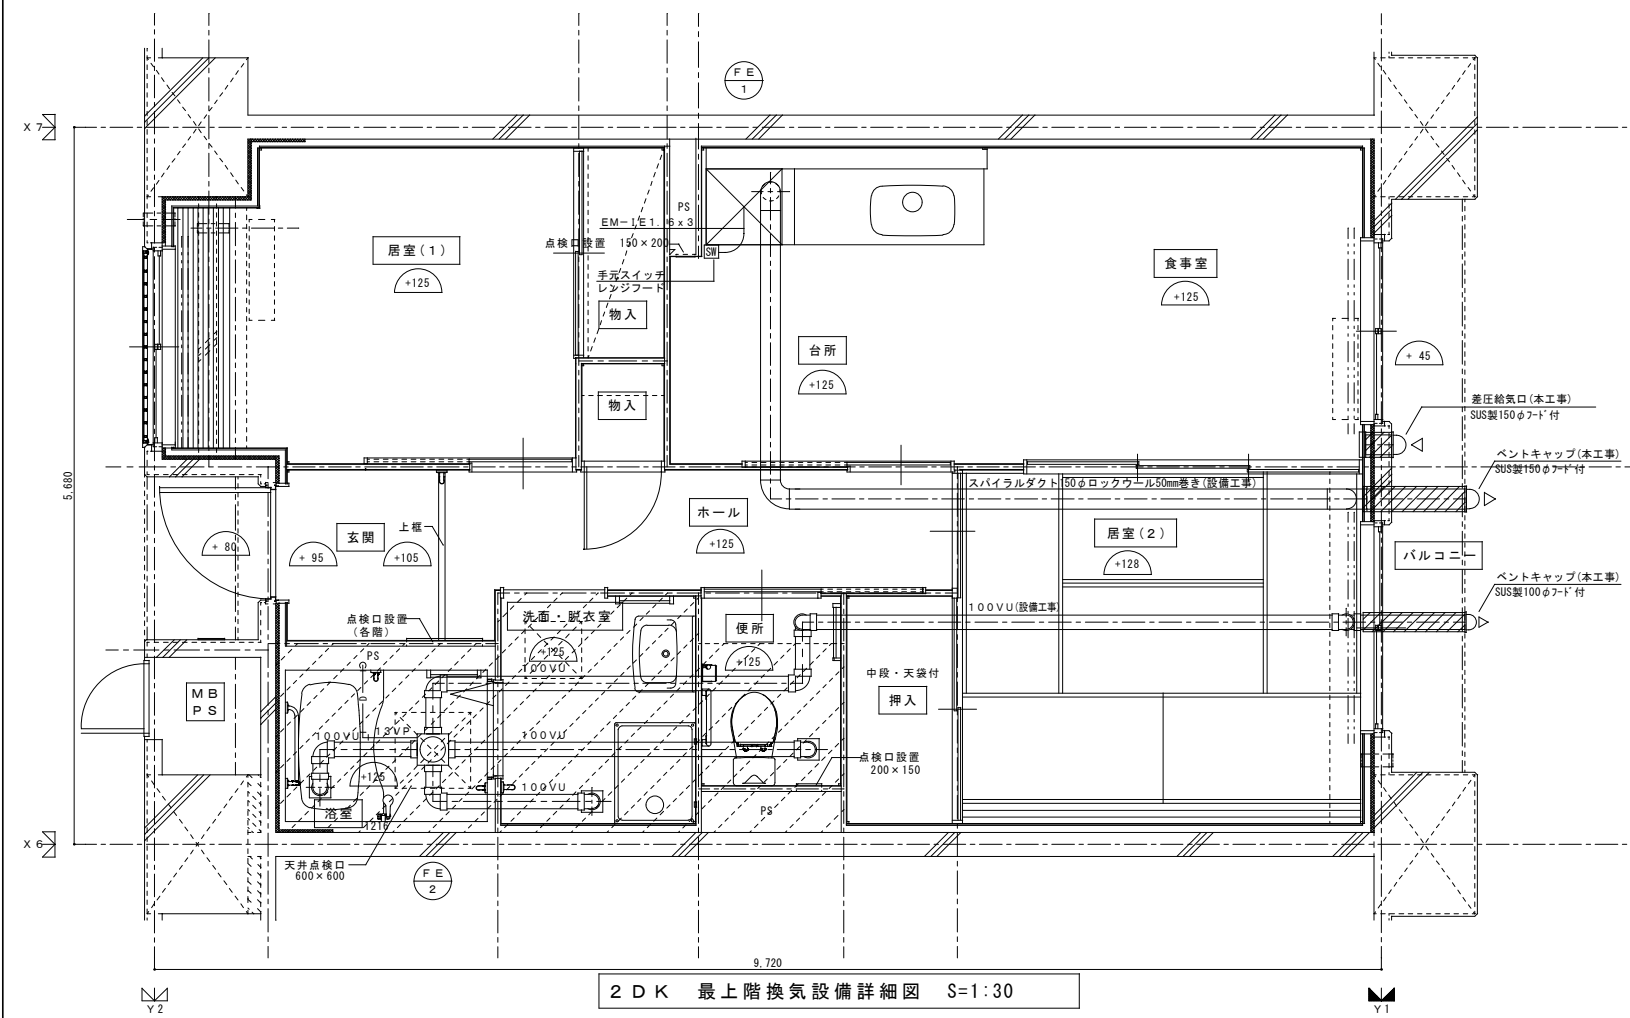 FE
1
X7
PS
EM-IE1.6x3
点検口設置 150×200
SW
居室(1)
+125
食事室
+125
手元スイッチ
レンジフード
物入
台所
+125
+ 45
物入
差圧給気口(本工事)
SUS製150φフード付
ベントキャップ(本工事)
SUS製150φフード付
5,680
スパイラルダクト150φロックウール50mm巻き(設備工事)
ホール
+125
上框
玄関
+ 80
+ 95
+105
居室(2)
+128
バルコニー
ベントキャップ(本工事)
SUS製100φフード付
100VU(設備工事)
点検口設置
(各階)
洗面・脱衣室
+125
100VU
便所
+125
PS
MB
PS
中段・天袋付
押入
100VU
13VP
100VU
点検口設置
200×150
+125
100VU
浴室
1216
PS
X6
天井点検口
600×600
FE
2
9,720
2DK 最上階換気設備詳細図 S=1:30
Y2
Y1